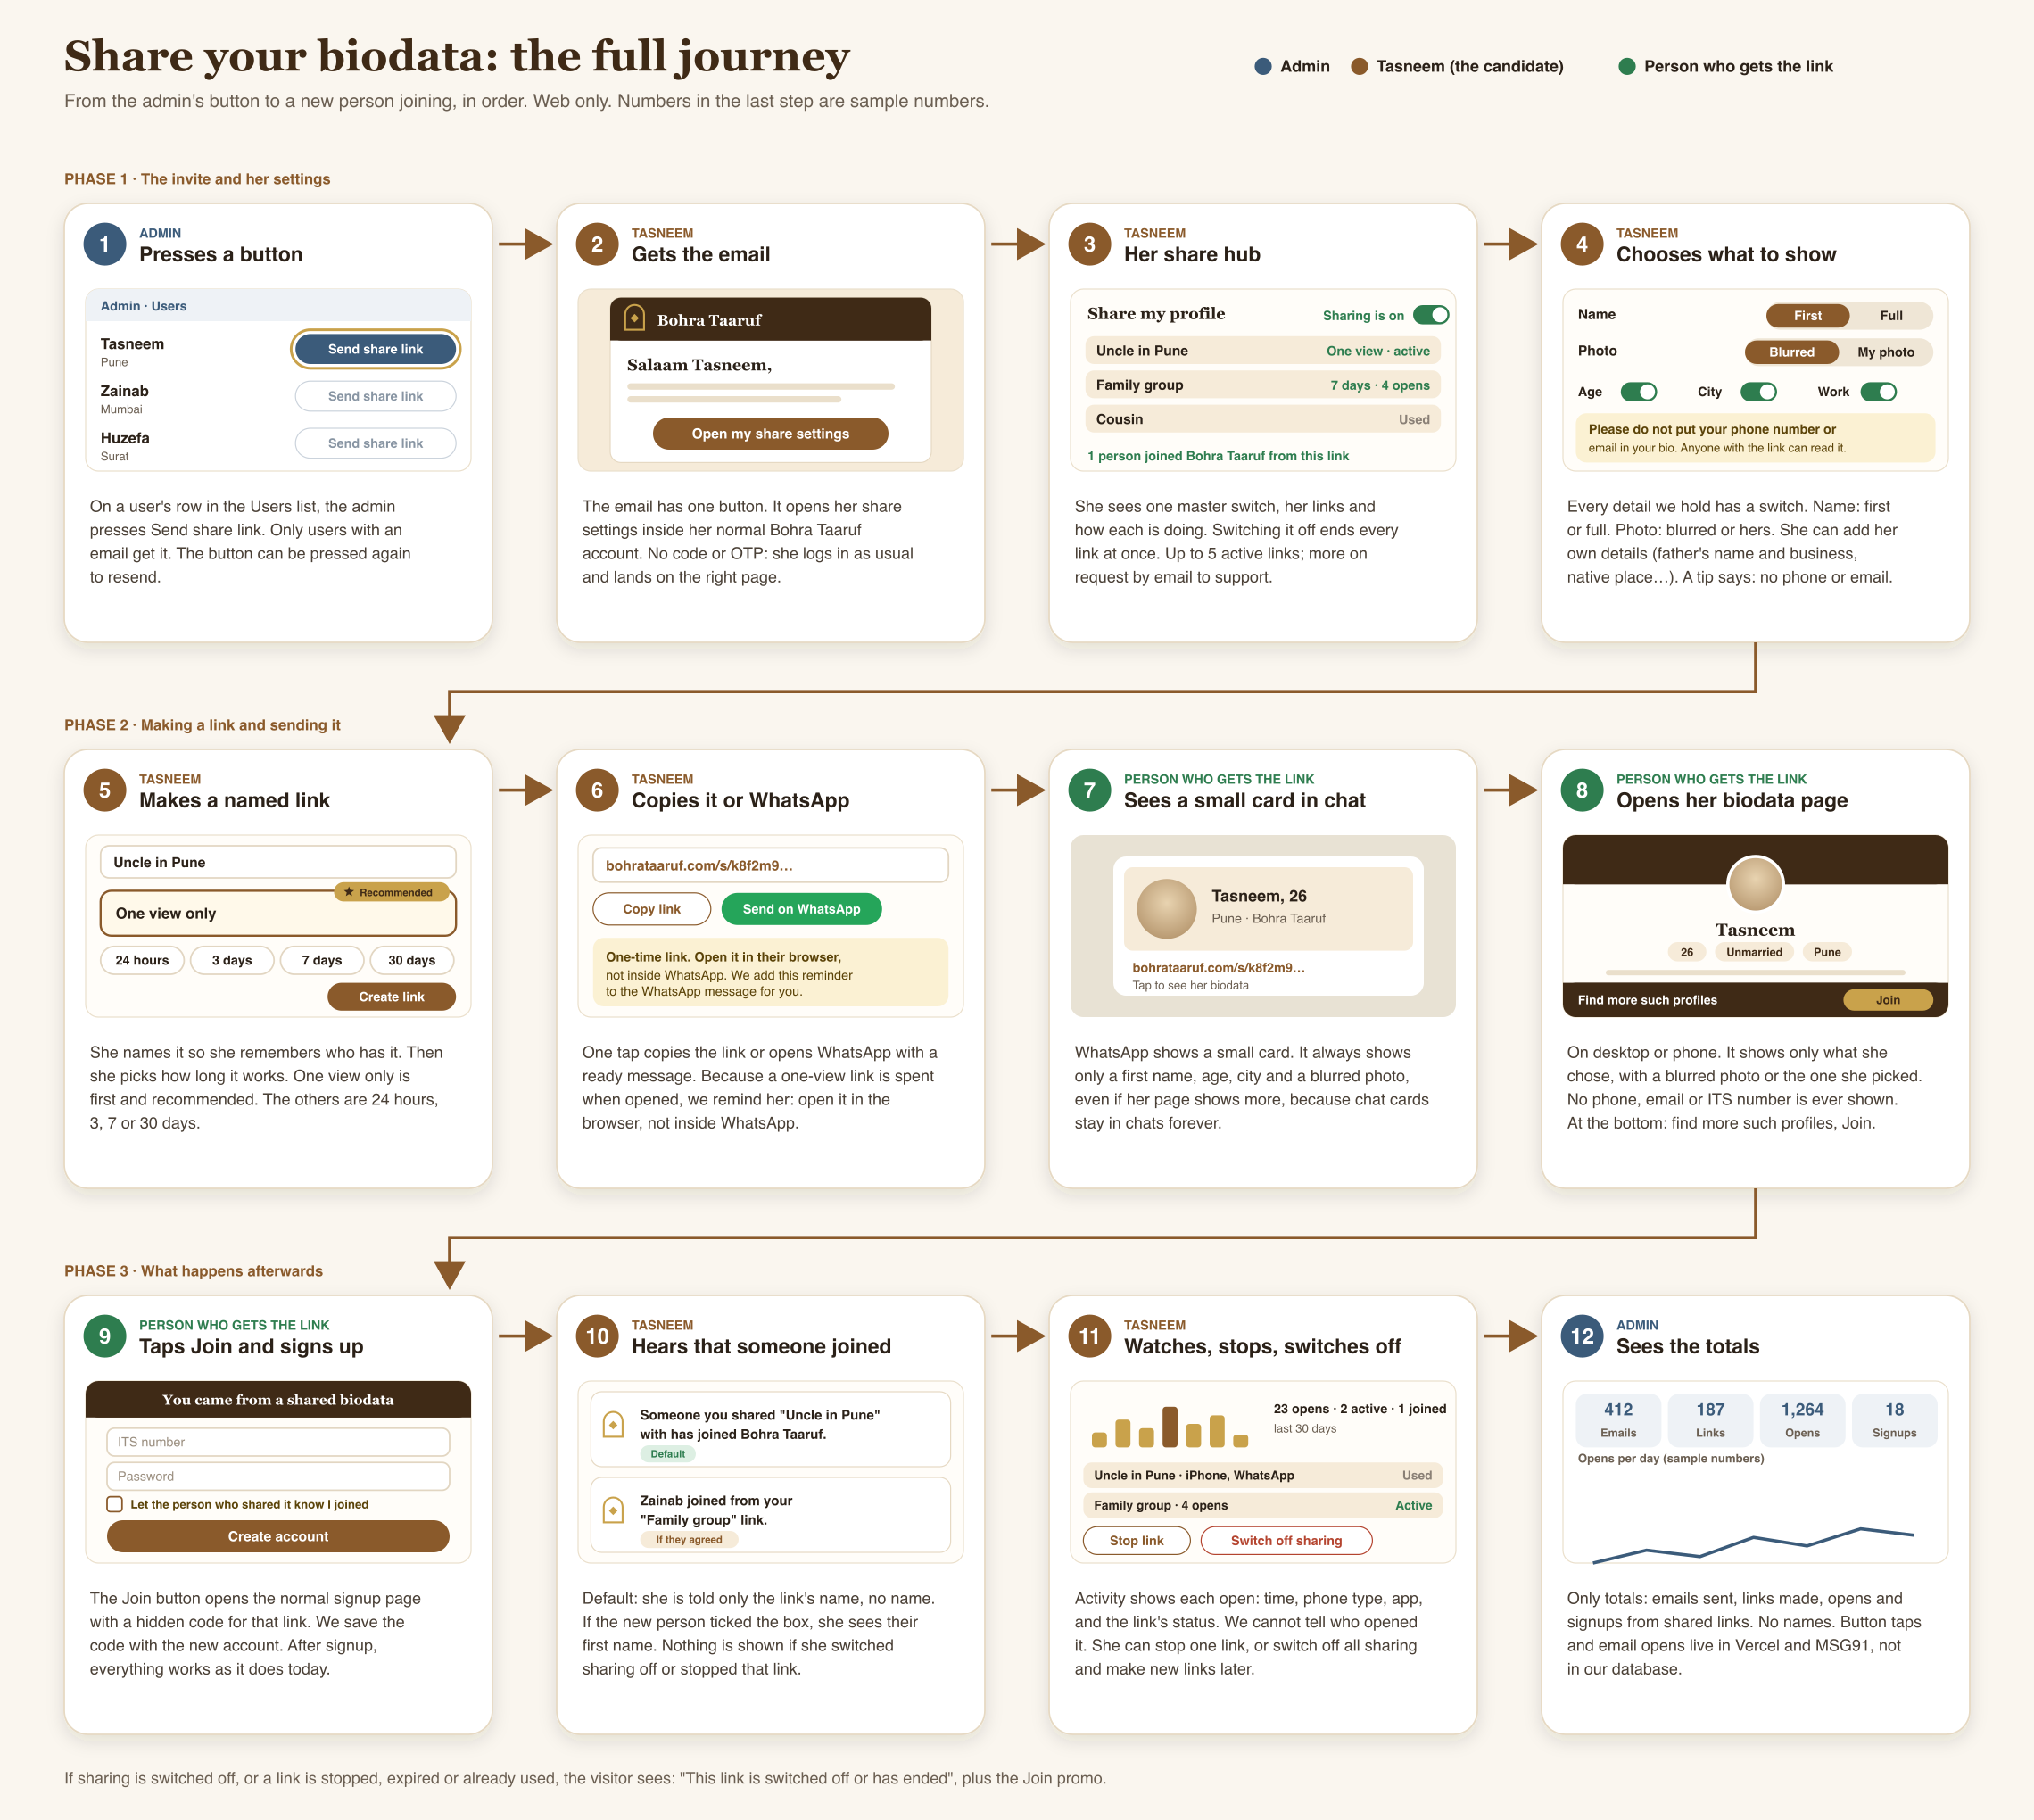 Share your biodata: the full journey
Admin
Tasneem (the candidate)
Person who gets the link
From the admin's button to a new person joining, in order. Web only. Numbers in the last step are sample numbers.
PHASE 1 · The invite and her settings
1
ADMIN
Presses a button
Admin · Users
Tasneem
Pune
Send share link
Zainab
Mumbai
Send share link
Huzefa
Surat
Send share link
On a user's row in the Users list, the admin
presses Send share link. Only users with an
email get it. The button can be pressed again
to resend.
2
TASNEEM
Gets the email
Bohra Taaruf
Salaam Tasneem,
Open my share settings
The email has one button. It opens her share
settings inside her normal Bohra Taaruf
account. No code or OTP: she logs in as usual
and lands on the right page.
3
TASNEEM
Her share hub
Share my profile
Sharing is on
Uncle in Pune
One view · active
Family group
7 days · 4 opens
Cousin
Used
1 person joined Bohra Taaruf from this link
She sees one master switch, her links and
how each is doing. Switching it off ends every
link at once. Up to 5 active links; more on
request by email to support.
4
TASNEEM
Chooses what to show
Name
First
Full
Photo
Blurred
My photo
Age
City
Work
Please do not put your phone number or
email in your bio. Anyone with the link can read it.
Every detail we hold has a switch. Name: first
or full. Photo: blurred or hers. She can add her
own details (father's name and business,
native place…). A tip says: no phone or email.
PHASE 2 · Making a link and sending it
5
TASNEEM
Makes a named link
Uncle in Pune
★ Recommended
One view only
24 hours
3 days
7 days
30 days
Create link
She names it so she remembers who has it. Then
she picks how long it works. One view only is
first and recommended. The others are 24 hours,
3, 7 or 30 days.
6
TASNEEM
Copies it or WhatsApp
bohrataaruf.com/s/k8f2m9…
Copy link
Send on WhatsApp
One-time link. Open it in their browser,
not inside WhatsApp. We add this reminder
to the WhatsApp message for you.
One tap copies the link or opens WhatsApp with a
ready message. Because a one-view link is spent
when opened, we remind her: open it in the
browser, not inside WhatsApp.
7
PERSON WHO GETS THE LINK
Sees a small card in chat
Tasneem, 26
Pune · Bohra Taaruf
bohrataaruf.com/s/k8f2m9…
Tap to see her biodata
WhatsApp shows a small card. It always shows
only a first name, age, city and a blurred photo,
even if her page shows more, because chat cards
stay in chats forever.
8
PERSON WHO GETS THE LINK
Opens her biodata page
Tasneem
26
Unmarried
Pune
Find more such profiles
Join
On desktop or phone. It shows only what she
chose, with a blurred photo or the one she picked.
No phone, email or ITS number is ever shown.
At the bottom: find more such profiles, Join.
PHASE 3 · What happens afterwards
9
PERSON WHO GETS THE LINK
Taps Join and signs up
You came from a shared biodata
ITS number
Password
Let the person who shared it know I joined
Create account
The Join button opens the normal signup page
with a hidden code for that link. We save the
code with the new account. After signup,
everything works as it does today.
10
TASNEEM
Hears that someone joined
Someone you shared "Uncle in Pune"
with has joined Bohra Taaruf.
Default
Zainab joined from your
"Family group" link.
If they agreed
Default: she is told only the link's name, no name.
If the new person ticked the box, she sees their
first name. Nothing is shown if she switched
sharing off or stopped that link.
11
TASNEEM
Watches, stops, switches off
23 opens · 2 active · 1 joined
last 30 days
Uncle in Pune · iPhone, WhatsApp
Used
Family group · 4 opens
Active
Stop link
Switch off sharing
Activity shows each open: time, phone type, app,
and the link's status. We cannot tell who opened
it. She can stop one link, or switch off all sharing
and make new links later.
12
ADMIN
Sees the totals
412
Emails
187
Links
1,264
Opens
18
Signups
Opens per day (sample numbers)
Only totals: emails sent, links made, opens and
signups from shared links. No names. Button taps
and email opens live in Vercel and MSG91, not
in our database.
If sharing is switched off, or a link is stopped, expired or already used, the visitor sees: "This link is switched off or has ended", plus the Join promo.